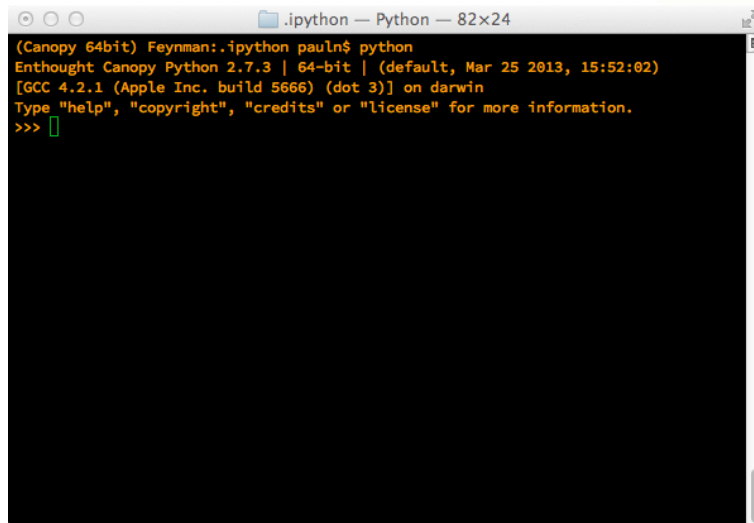 .ipython — Python — 82×24
(Canopy 64bit) Feynman:.ipython pauln$ python
Enthought Canopy Python 2.7.3 | 64-bit | (default, Mar 25 2013, 15:52:02)
[GCC 4.2.1 (Apple Inc. build 5666) (dot 3)] on darwin
Type "help", "copyright", "credits" or "license" for more information.
>>>